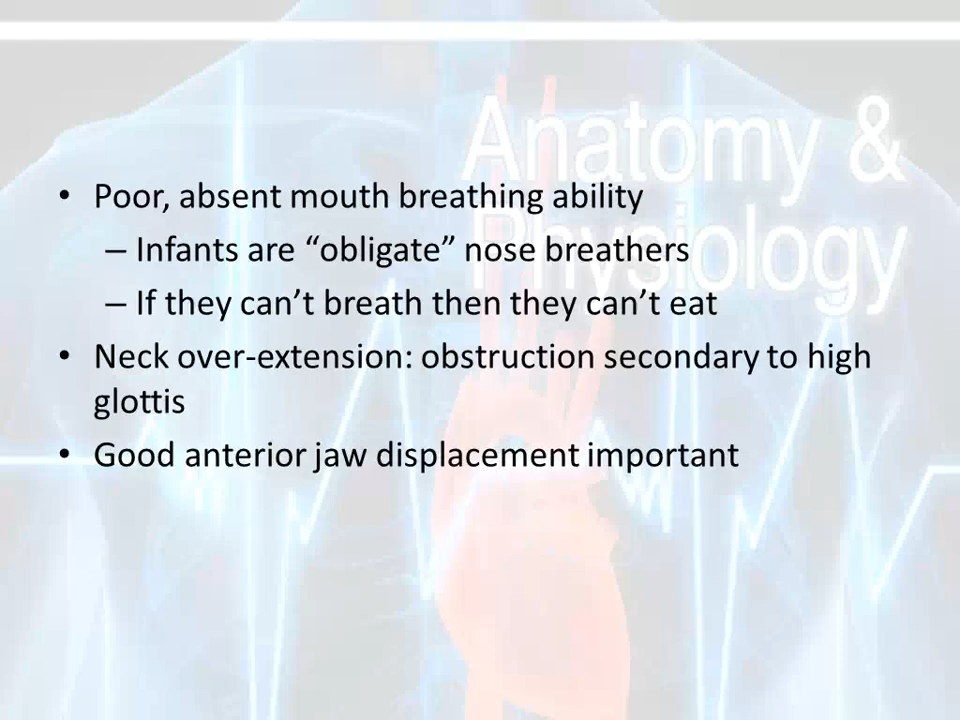 Anatomy &
Physiology
• Poor, absent mouth breathing ability
– Infants are “obligate” nose breathers
– If they can’t breath then they can’t eat
• Neck over-extension: obstruction secondary to high
glottis
• Good anterior jaw displacement important